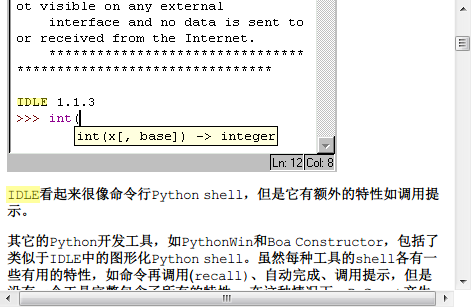 ot visible on any external
interface and no data is sent to
or received from the Internet.
********************************
********************************
IDLE 1.1.3
>>> int(
int(x[, base]) -> integer
Ln: 12 Col: 8
IDLE看起来很像命令行Python shell，但是它有额外的特性如调用提
示。
其它的Python开发工具，如PythonWin和Boa Constructor，包括了
类似于IDLE中的图形化Python shell。虽然每种工具的shell各有一
些有用的特性，如命令再调用(recall)、自动完成、调用提示，但是